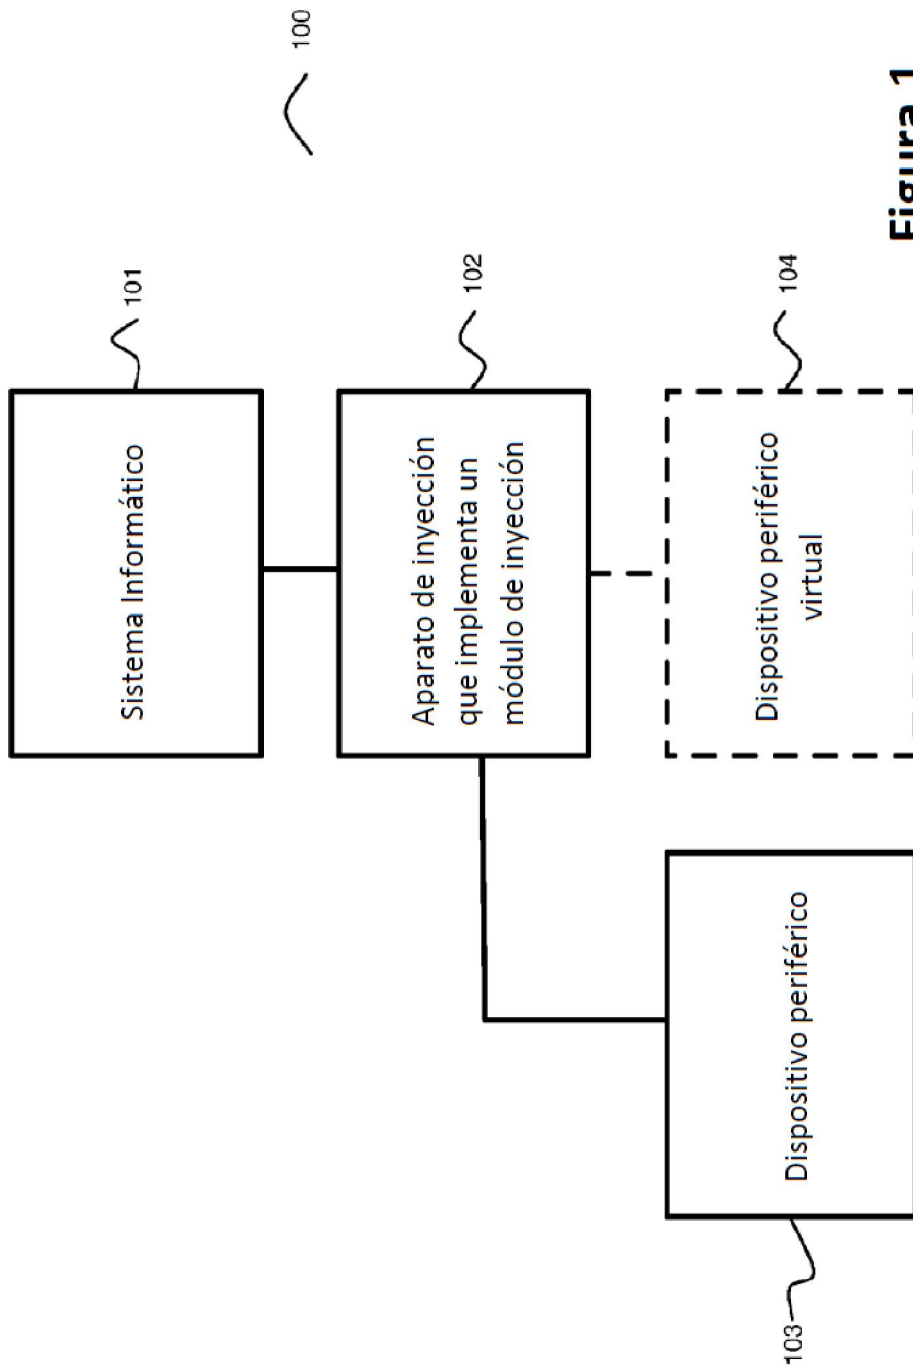 100
101
Sistema Informático
102
Aparato de inyección
que implementa un
módulo de inyección
104
Dispositivo periférico
virtual
Dispositivo periférico
103
Figura 1